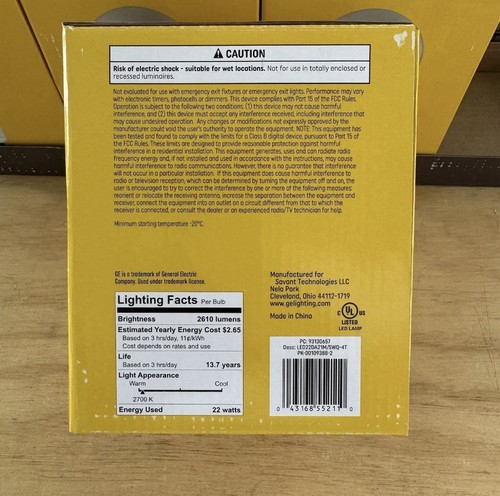 ⚠ CAUTION
Risk of electric shock - suitable for wet locations. Not for use in totally enclosed or
recessed luminaires.
Not evaluated for use with emergency exit fixtures or emergency exit lights. Performance may vary
with electronic timers, photocells or dimmers. This device complies with Part 15 of the FCC Rules.
Operation is subject to the following two conditions: (1) this device may not cause harmful
interference, and (2) this device must accept any interference received, including interference that
may cause undesired operation. Any changes or modifications not expressly approved by the
manufacturer could void the user's authority to operate the equipment. NOTE: This equipment has
been tested and found to comply with the limits for a Class B digital device, pursuant to Part 15 of
the FCC Rules. These limits are designed to provide reasonable protection against harmful
interference in a residential installation. This equipment generates, uses and can radiate radio
frequency energy and, if not installed and used in accordance with the instructions, may cause
harmful interference to radio communications. However, there is no guarantee that interference
will not occur in a particular installation. If this equipment does cause harmful interference to
radio or television reception, which can be determined by turning the equipment off and on, the
user is encouraged to try to correct the interference by one or more of the following measures:
reorient or relocate the receiving antenna, increase the separation between the equipment and
receiver, connect the equipment into an outlet on a circuit different from that to which the
receiver is connected, or consult the dealer or an experienced radio/TV technician for help.
Minimum starting temperature -20°C.
GE is a trademark of General Electric
Company. Used under trademark license.
Manufactured for
Savant Technologies LLC
Nela Park
Cleveland, Ohio 44112-1719
www.gelighting.com
Made in China
C UL US
LISTED
LED LAMP
Lighting Facts Per Bulb
Brightness 2610 lumens
Estimated Yearly Energy Cost $2.65
Based on 3 hrs/day, 11¢/kWh
Cost depends on rates and use
Life
Based on 3 hrs/day 13.7 years
Light Appearance
Warm Cool
2700 K
Energy Used 22 watts
PC: 93130657
Desc: LED22DA21M/SWQ-4T
PN:00109388-2
0 43168 55211 0